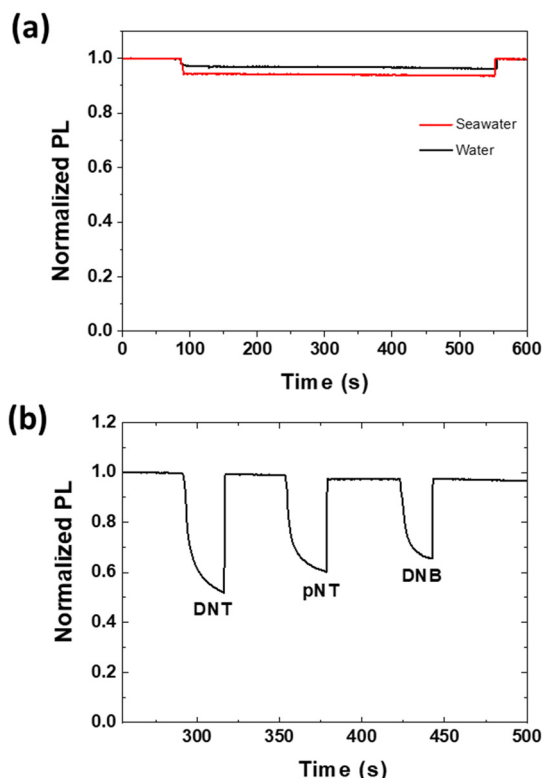 (a)
1.0
0.8
0.6
0.4
0.2
0.0
Normalized PL
Seawater
Water
0 100 200 300 400 500 600
Time (s)
(b)
1.2
1.0
0.8
0.6
0.4
0.2
0.0
Normalized PL
DNT
pNT
DNB
300 350 400 450 500
Time (s)